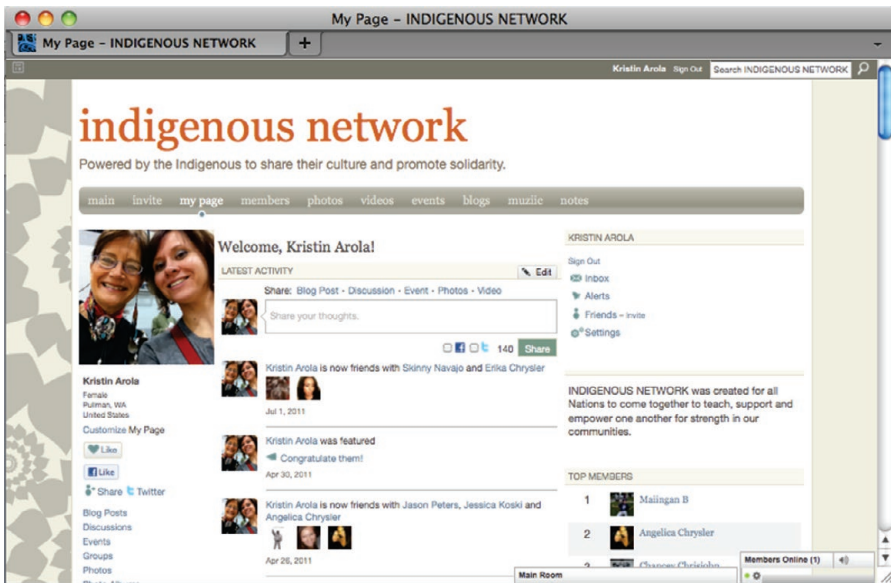 My Page – INDIGENOUS NETWORK
My Page – INDIGENOUS NETWORK +
Kristin Arola Sign Out Search INDIGENOUS NETWORK
indigenous network
Powered by the Indigenous to share their culture and promote solidarity.
main invite my page members photos videos events blogs muziic notes
Kristin Arola
Female
Pullman, WA
United States
Customize My Page
Like
Like
Share Twitter
Blog Posts
Discussions
Events
Groups
Photos
Photo Albums
Welcome, Kristin Arola!
LATEST ACTIVITY Edit
Share: Blog Post · Discussion · Event · Photos · Video
Share your thoughts.
140 Share
Kristin Arola is now friends with Skinny Navajo and Erika Chrysler
Jul 1, 2011
Kristin Arola was featured
Congratulate them!
Apr 30, 2011
Kristin Arola is now friends with Jason Peters, Jessica Koski and
Angelica Chrysler
Apr 26, 2011
KRISTIN AROLA
Sign Out
Inbox
Alerts
Friends – Invite
Settings
INDIGENOUS NETWORK was created for all
Nations to come together to teach, support and
empower one another for strength in our
communities.
TOP MEMBERS
1 Maiingan B
2 Angelica Chrysler
3 Chancey Chrisjohn
Main Room
Members Online (1)